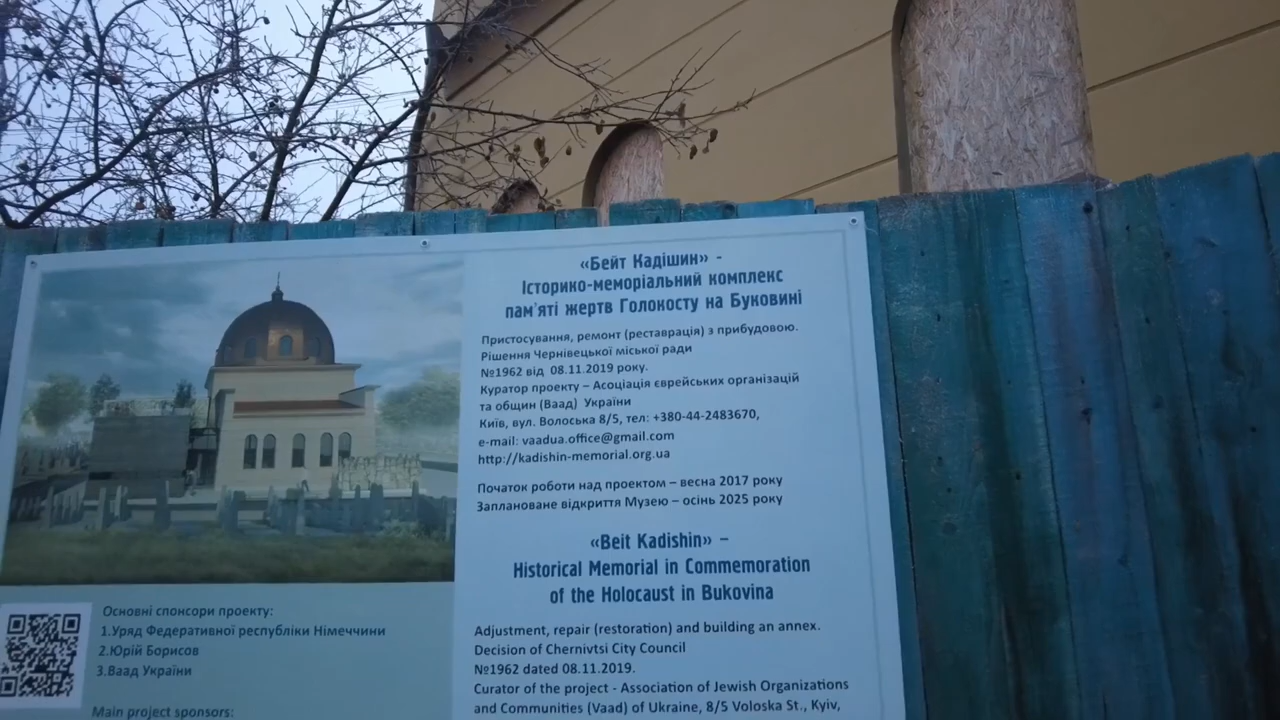 «Бейт Кадішин» -
Історико-меморіальний комплекс
пам'яті жертв Голокосту на Буковині
Пристосування, ремонт (реставрація) з прибудовою.
Рішення Чернівецької міської ради
№1962 від 08.11.2019 року.
Куратор проекту – Асоціація єврейських організацій
та общин (Ваад) України
Київ, вул. Волоська 8/5, тел: +380-44-2483670,
e-mail: vaadua.office@gmail.com
http://kadishin-memorial.org.ua
Початок роботи над проектом – весна 2017 року
Заплановане відкриття Музею – осінь 2025 року
«Beit Kadishin» –
Historical Memorial in Commemoration
of the Holocaust in Bukovina
Adjustment, repair (restoration) and building an annex.
Decision of Chernivtsi City Council
№1962 dated 08.11.2019.
Curator of the project - Association of Jewish Organizations
and Communities (Vaad) of Ukraine, 8/5 Voloska St., Kyiv,
Основні спонсори проекту:
1.Уряд Федеративної республіки Німеччини
2.Юрій Борисов
3.Ваад України
Main project sponsors: